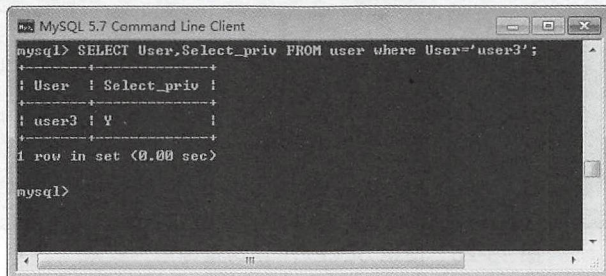 MySQL 5.7 Command Line Client
mysql> SELECT User,Select_priv FROM user where User='user3';
+-------+-------------+
| User  | Select_priv |
+-------+-------------+
| user3 | Y           |
+-------+-------------+
1 row in set (0.00 sec)
mysql>